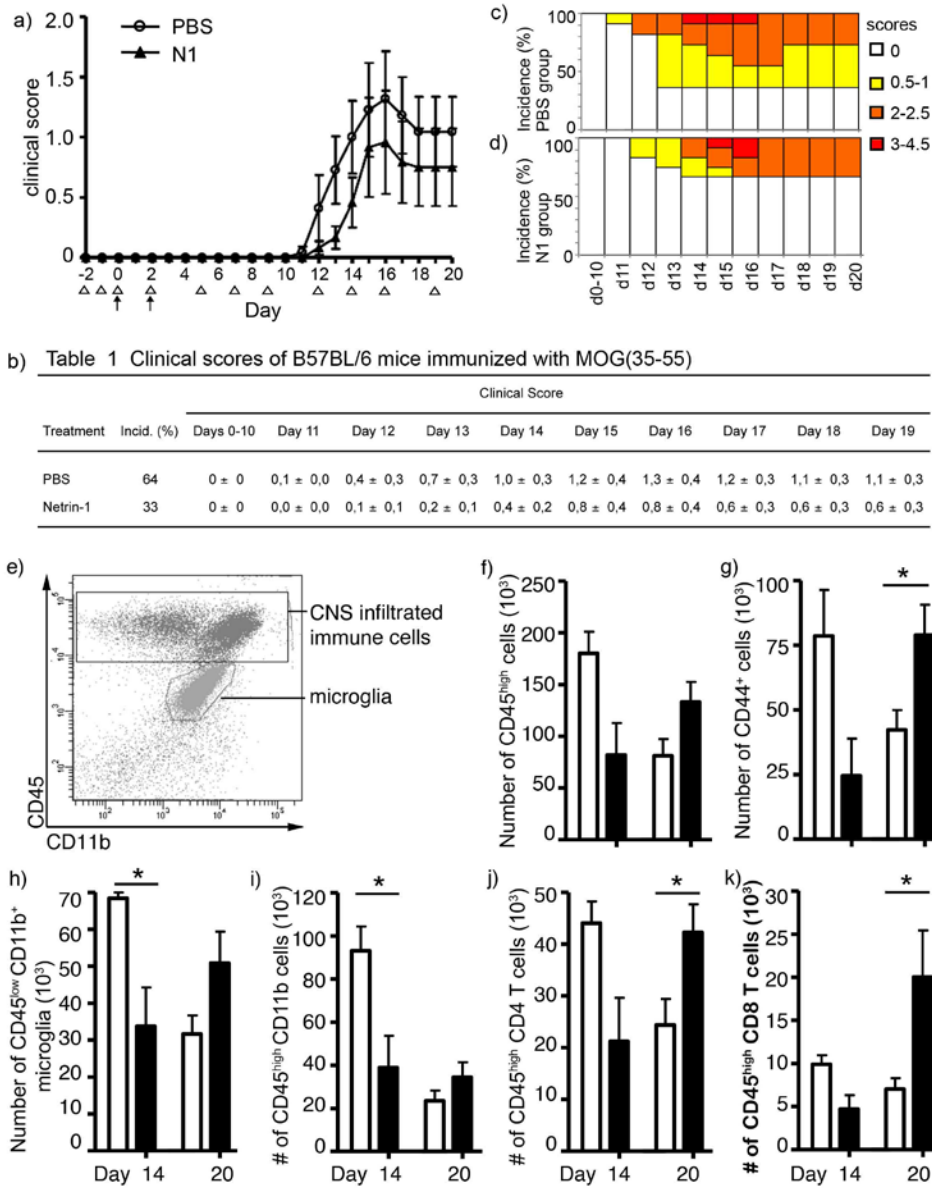 a)
PBS
N1
clinical score
2.0
1.5
1.0
0.5
0
-2 0 2 4 6 8 10 12 14 16 18 20
Day
c)
Incidence (%)
PBS group
100
50
0
d)
Incidence (%)
N1 group
100
50
0
d0-10 d11 d12 d13 d14 d15 d16 d17 d18 d19 d20
scores
0
0.5-1
2-2.5
3-4.5
b) Table 1 Clinical scores of B57BL/6 mice immunized with MOG(35-55)
Clinical Score
Treatment Incid. (%) Days 0-10 Day 11 Day 12 Day 13 Day 14 Day 15 Day 16 Day 17 Day 18 Day 19
PBS 64 0 ± 0 0,1 ± 0,0 0,4 ± 0,3 0,7 ± 0,3 1,0 ± 0,3 1,2 ± 0,4 1,3 ± 0,4 1,2 ± 0,3 1,1 ± 0,3 1,1 ± 0,3
Netrin-1 33 0 ± 0 0,0 ± 0,0 0,1 ± 0,1 0,2 ± 0,1 0,4 ± 0,2 0,8 ± 0,4 0,8 ± 0,4 0,6 ± 0,3 0,6 ± 0,3 0,6 ± 0,3
e)
CD45
10⁵
10⁴
10³
10²
10² 10³ 10⁴ 10⁵
CD11b
CNS infiltrated
immune cells
microglia
f)
Number of CD45ʰⁱᵍʰ cells (10³)
250
200
150
100
50
0
g)
Number of CD44⁺ cells (10³)
100
75
50
25
0
*
h)
Number of CD45ˡᵒʷ CD11b⁺
microglia (10³)
70
60
50
40
30
20
10
0
*
Day 14 20
i)
# of CD45ʰⁱᵍʰ CD11b cells (10³)
120
100
80
60
40
20
0
*
Day 14 20
j)
# of CD45ʰⁱᵍʰ CD4 T cells (10³)
50
40
30
20
10
0
*
Day 14 20
k)
# of CD45ʰⁱᵍʰ CD8 T cells (10³)
30
25
20
15
10
5
0
*
Day 14 20